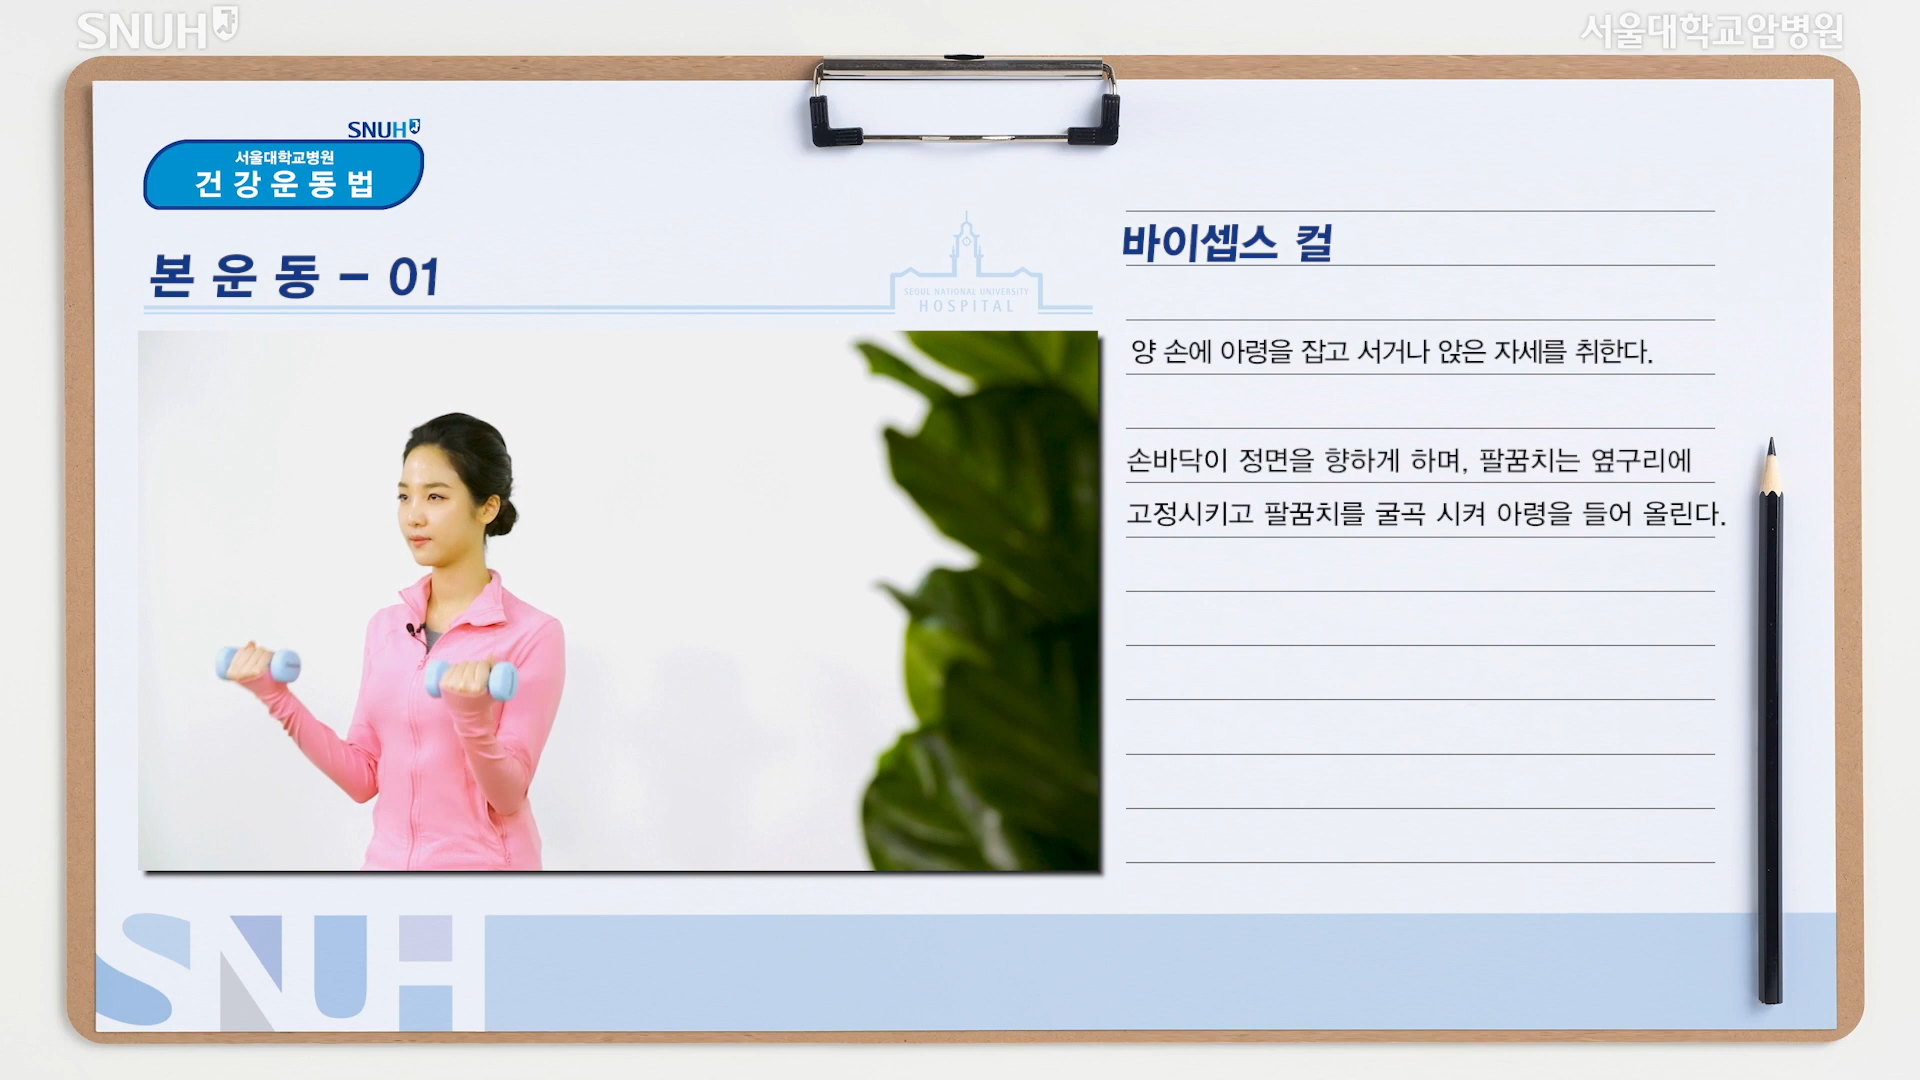 SNUH
서울대학교암병원
SNUH
서울대학교병원
건강운동법
본운동 - 01
SEOUL NATIONAL UNIVERSITY
HOSPITAL
바이셉스 컬
양 손에 아령을 잡고 서거나 앉은 자세를 취한다.
손바닥이 정면을 향하게 하며, 팔꿈치는 옆구리에
고정시키고 팔꿈치를 굴곡 시켜 아령을 들어 올린다.
SNUH